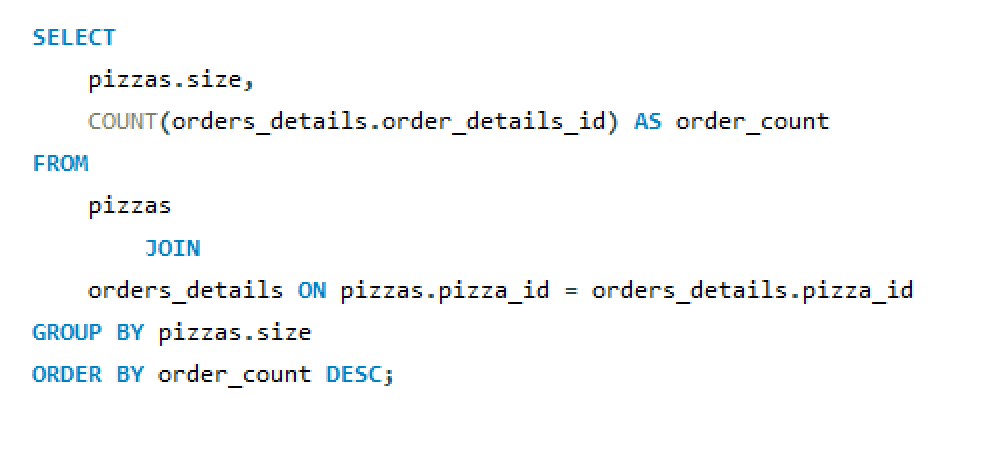 SELECT
    pizzas.size,
    COUNT(orders_details.order_details_id) AS order_count
FROM
    pizzas
        JOIN
    orders_details ON pizzas.pizza_id = orders_details.pizza_id
GROUP BY pizzas.size
ORDER BY order_count DESC;